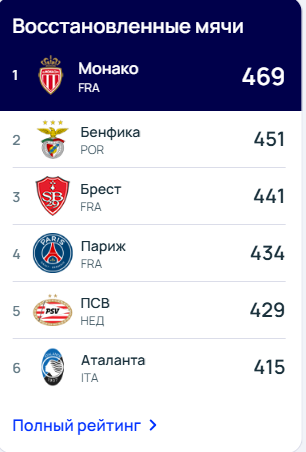 Восстановленные мячи
1 Монако 469
FRA
2 Бенфика 451
POR
3 Брест 441
FRA
4 Париж 434
FRA
5 ПСВ 429
НЕД
6 Аталанта 415
ITA
Полный рейтинг